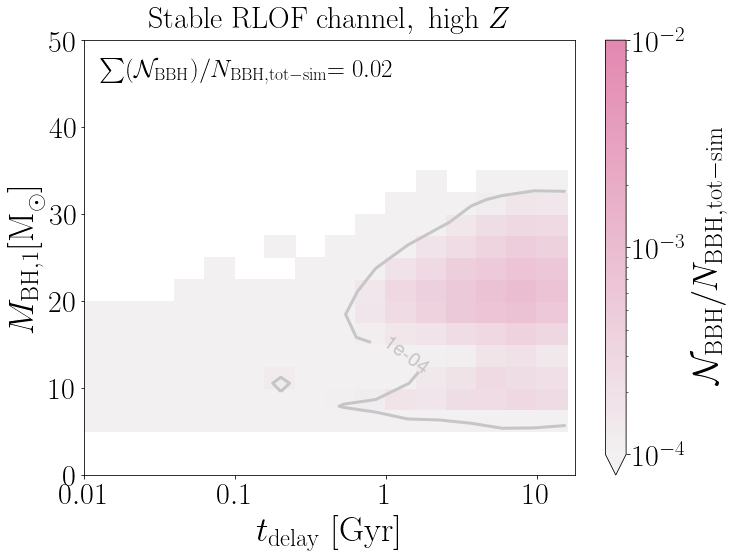 Stable RLOF channel, high Z
∑(𝒩BBH)/NBBH,tot−sim= 0.02
50
40
30
20
10
0
MBH,1[M⊙]
1e-04
0.01 0.1 1 10
tdelay [Gyr]
10−2
10−3
10−4
𝒩BBH/NBBH,tot−sim